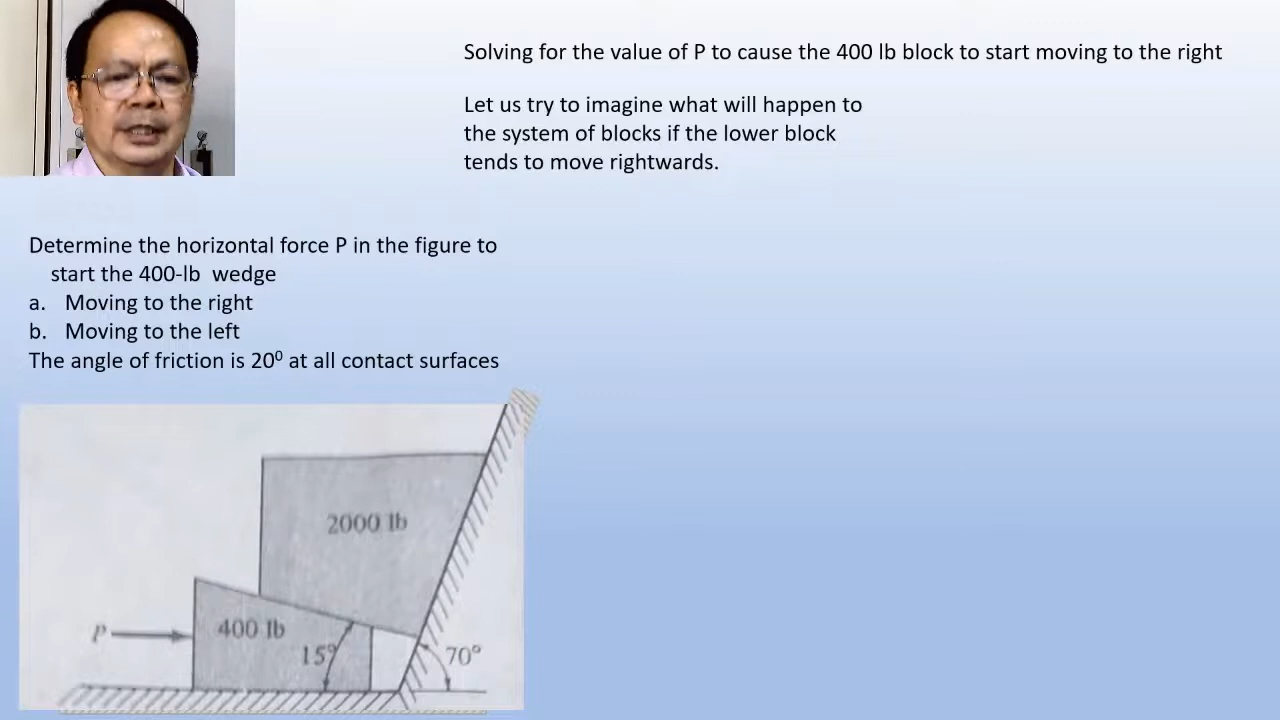 Solving for the value of P to cause the 400 lb block to start moving to the right
Let us try to imagine what will happen to
the system of blocks if the lower block
tends to move rightwards.
Determine the horizontal force P in the figure to
start the 400-lb wedge
a. Moving to the right
b. Moving to the left
The angle of friction is 20⁰ at all contact surfaces
2000 lb
P
400 lb
15°
70°